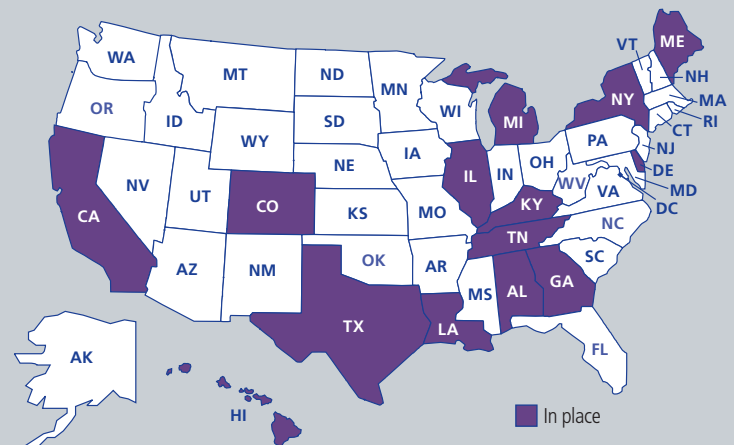 WA
MT
ND
MN
VT
ME
NH
OR
ID
SD
WI
NY
MA
RI
WY
MI
CT
NE
IA
PA
NJ
NV
UT
CO
IL
IN
OH
WV
VA
DE
MD
DC
CA
KS
MO
KY
NC
TN
AZ
NM
OK
AR
SC
MS
AL
GA
TX
LA
FL
AK
HI
In place